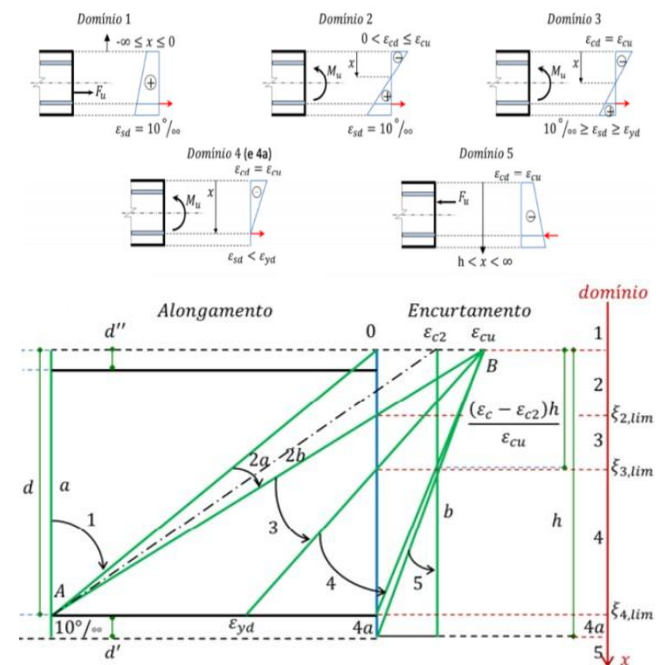 Domínio 1
-∞ ≤ x ≤ 0
+
F_u
ε_sd = 10°/∞
Domínio 2
0 < ε_cd ≤ ε_cu
x
M_u
-
+
ε_sd = 10°/∞
Domínio 3
ε_cd = ε_cu
x
M_u
-
+
10°/∞ ≥ ε_sd ≥ ε_yd
Domínio 4 (e 4a)
ε_cd = ε_cu
x
M_u
-
ε_sd < ε_yd
Domínio 5
ε_cd = ε_cu
F_u
-
h < x < ∞
domínio
Alongamento
Encurtamento
d''
0
ε_c2
ε_cu
1
B
2
(ε_c − ε_c2)h
ε_cu
ξ_2,lim
3
2a
2b
ξ_3,lim
d
a
1
3
b
h
4
4
5
A
ξ_4,lim
10°/∞
ε_yd
4a
4a
d'
5
x